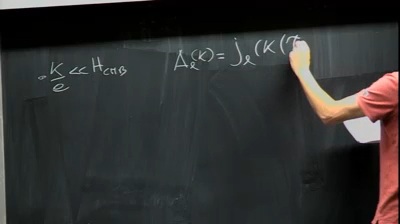 . K/e << H_CMB
Δ_ℓ(K) = j_ℓ(K(τ